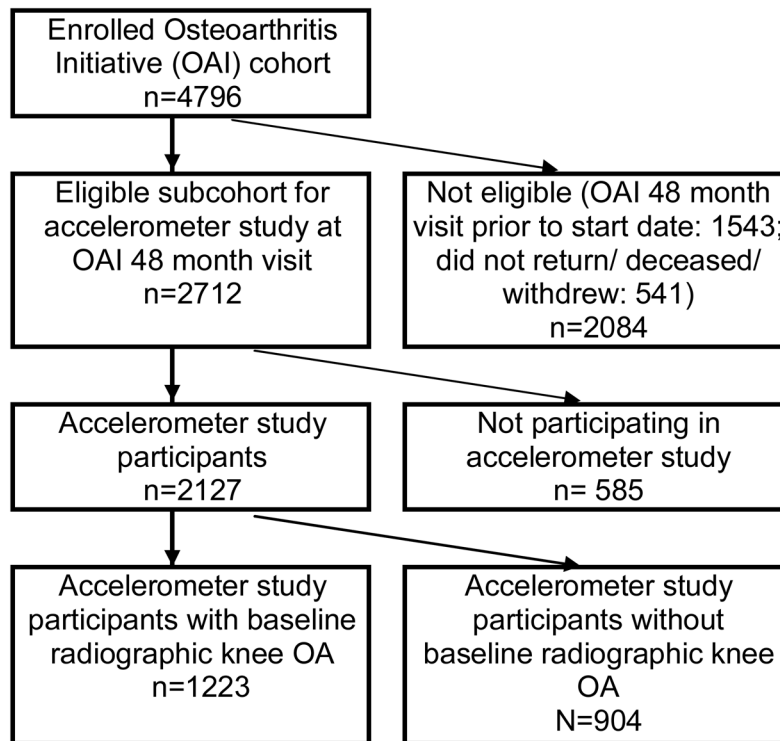 Enrolled Osteoarthritis
Initiative (OAI) cohort
n=4796
Eligible subcohort for
accelerometer study at
OAI 48 month visit
n=2712
Not eligible (OAI 48 month
visit prior to start date: 1543;
did not return/ deceased/
withdrew: 541)
n=2084
Accelerometer study
participants
n=2127
Not participating in
accelerometer study
n= 585
Accelerometer study
participants with baseline
radiographic knee OA
n=1223
Accelerometer study
participants without
baseline radiographic knee
OA
N=904